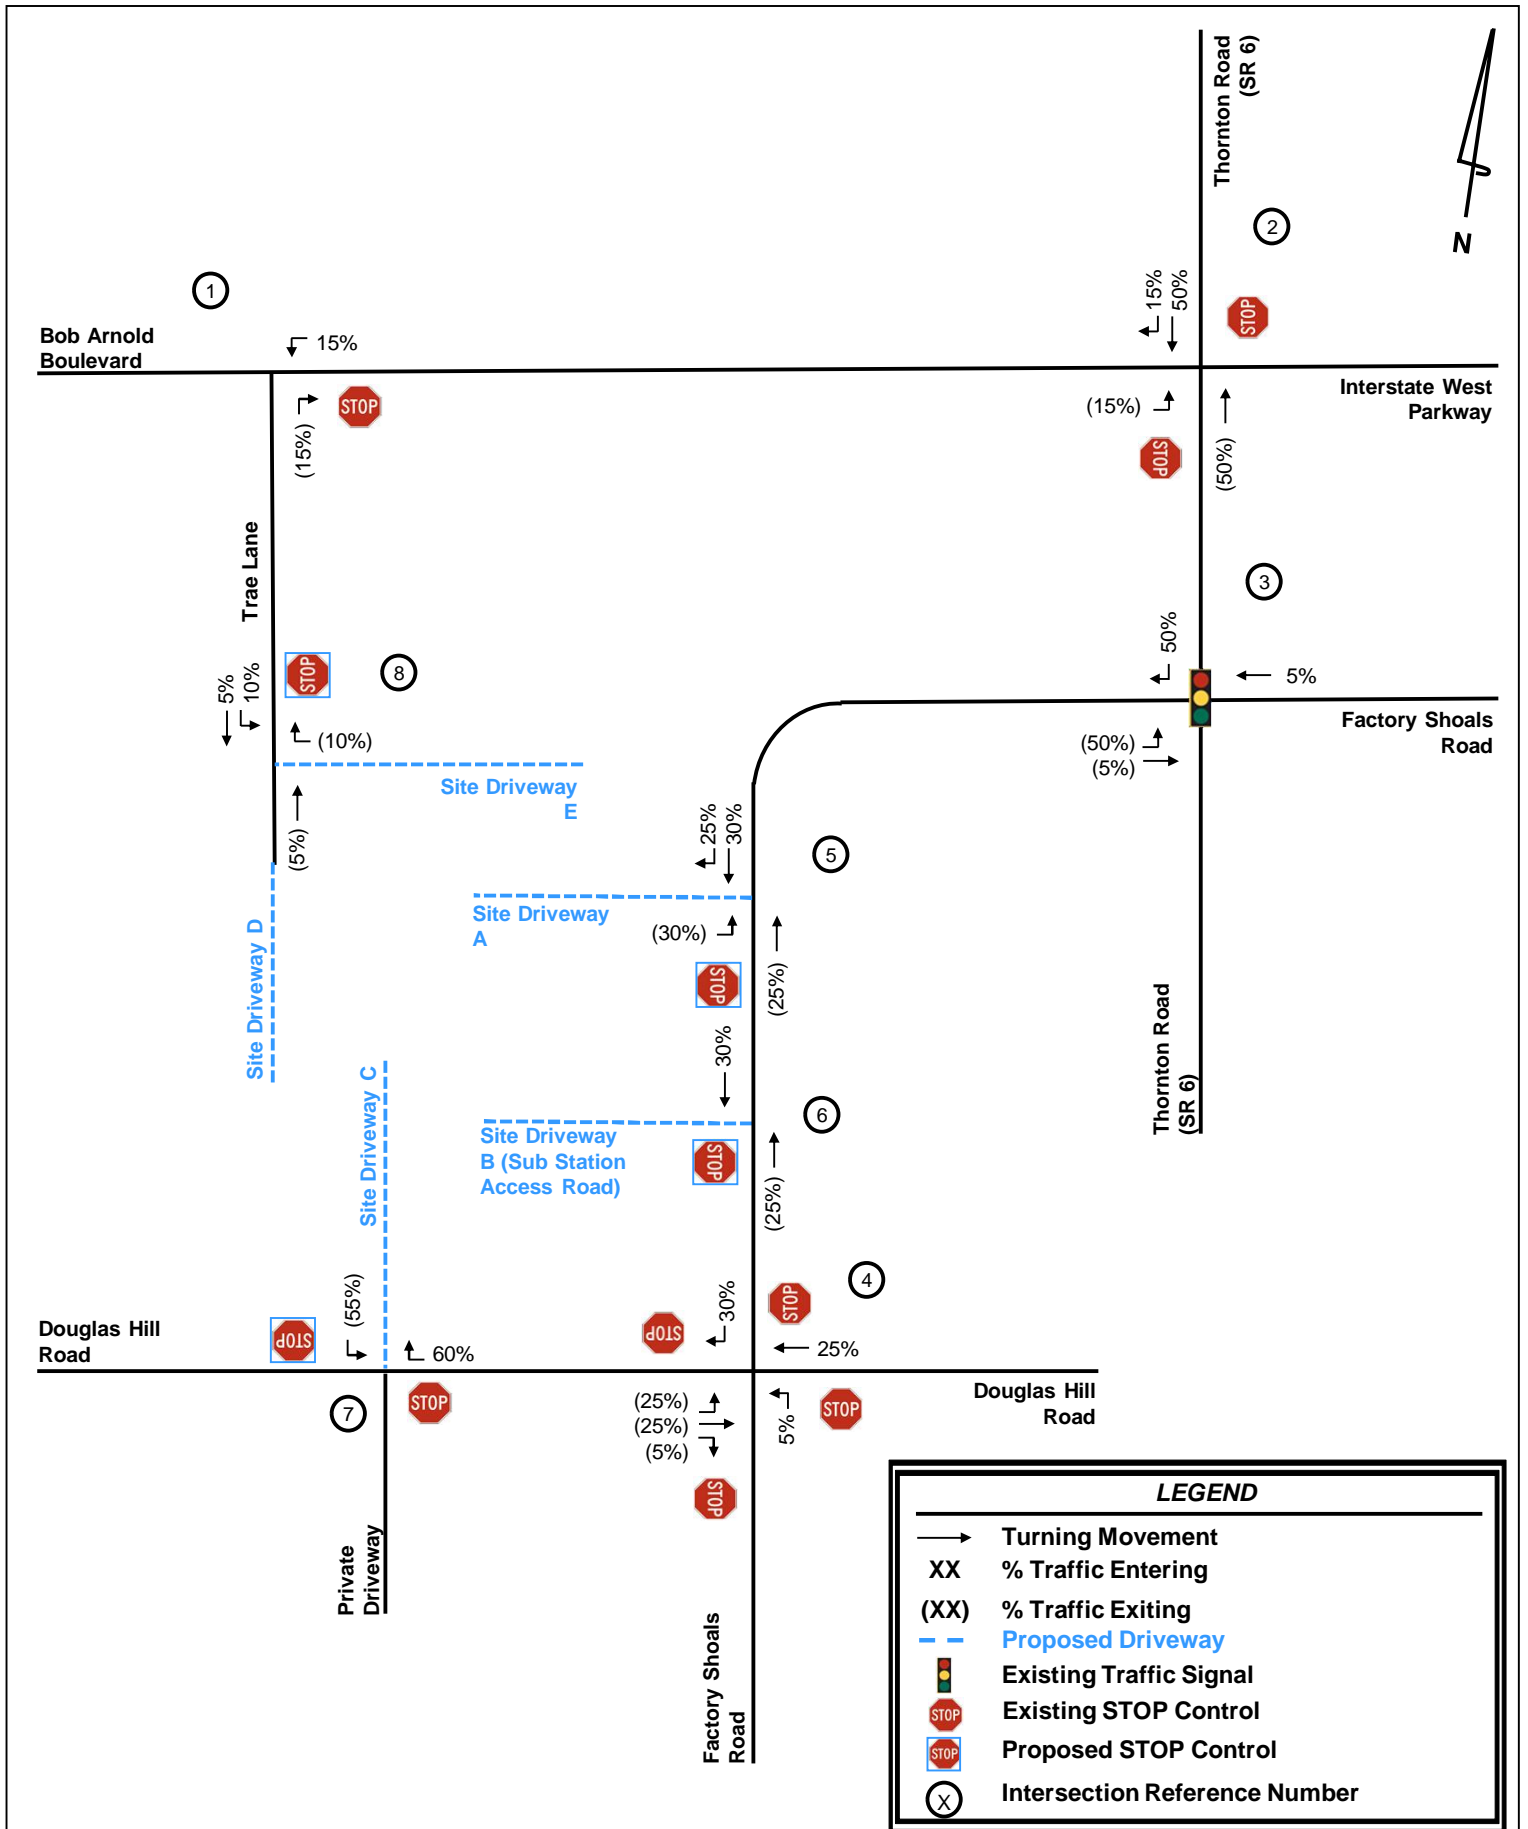 Thornton Road
(SR 6)
N
2
1
15%
50%
STOP
Bob Arnold
Boulevard
15%
Interstate West
Parkway
STOP
(15%)
(15%)
STOP
(50%)
Trae Lane
3
50%
5%
STOP
8
5%
10%
(10%)
Factory Shoals
Road
(50%)
(5%)
Site Driveway
E
(5%)
25%
30%
5
Site Driveway
A
(30%)
STOP
(25%)
Site Driveway D
Thornton Road
(SR 6)
30%
Site Driveway C
6
Site Driveway
B (Sub Station
Access Road)
STOP
(25%)
4
(55%)
30%
STOP
STOP
STOP
Douglas Hill
Road
60%
25%
Douglas Hill
Road
7
STOP
(25%)
(25%)
(5%)
5%
STOP
STOP
Private
Driveway
Factory Shoals
Road
LEGEND
Turning Movement
XX % Traffic Entering
(XX) % Traffic Exiting
Proposed Driveway
Existing Traffic Signal
STOP Existing STOP Control
STOP Proposed STOP Control
X Intersection Reference Number